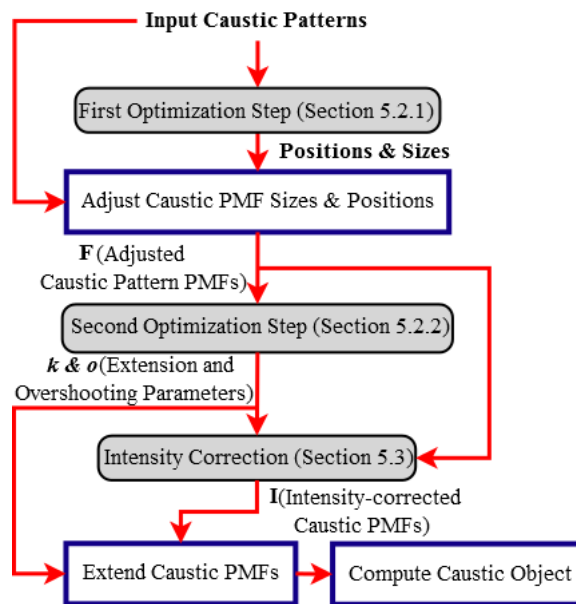 Input Caustic Patterns
First Optimization Step (Section 5.2.1)
Positions & Sizes
Adjust Caustic PMF Sizes & Positions
F(Adjusted
Caustic Pattern PMFs)
Second Optimization Step (Section 5.2.2)
k & o(Extension and
Overshooting Parameters)
Intensity Correction (Section 5.3)
I(Intensity-corrected
Caustic PMFs)
Extend Caustic PMFs
Compute Caustic Object